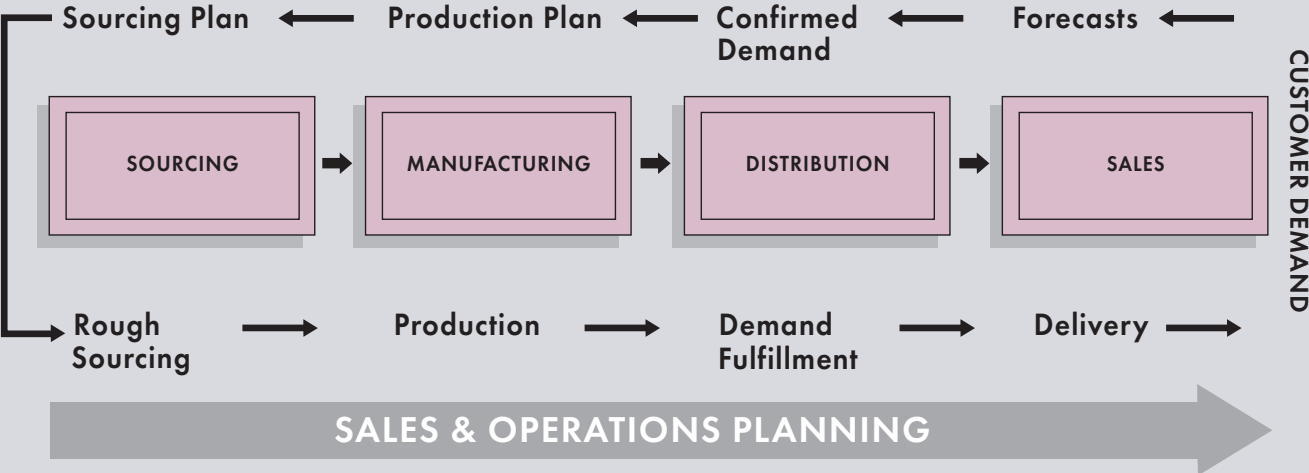 Sourcing Plan
Production Plan
Confirmed
Demand
Forecasts
CUSTOMER DEMAND
SOURCING
MANUFACTURING
DISTRIBUTION
SALES
Rough
Sourcing
Production
Demand
Fulfillment
Delivery
SALES & OPERATIONS PLANNING